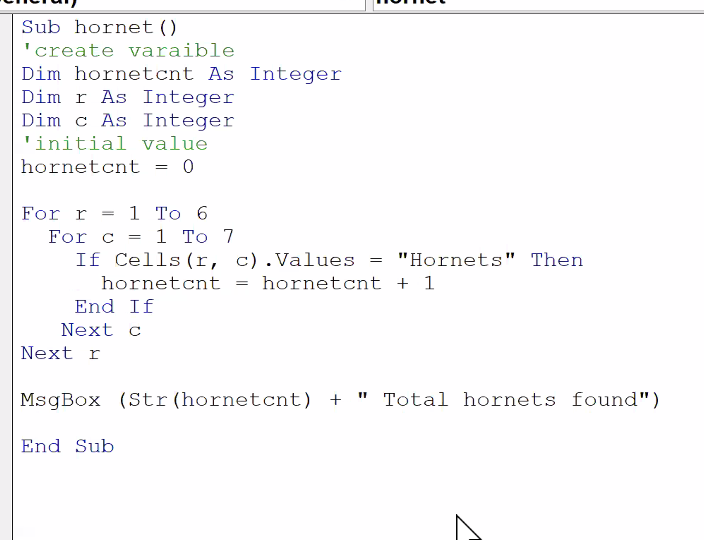 hornet
Sub hornet()
'create varaible
Dim hornetcnt As Integer
Dim r As Integer
Dim c As Integer
'initial value
hornetcnt = 0
For r = 1 To 6
For c = 1 To 7
If Cells(r, c).Values = "Hornets" Then
hornetcnt = hornetcnt + 1
End If
Next c
Next r
MsgBox (Str(hornetcnt) + " Total hornets found")
End Sub